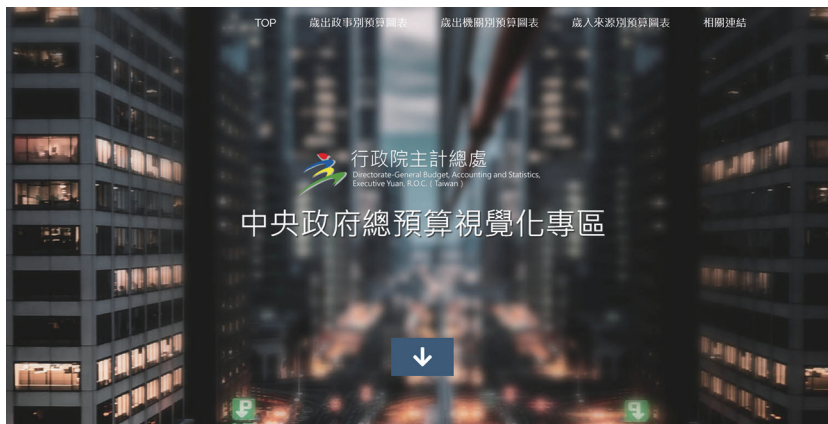 TOP 歲出政事別預算圖表 歲出機關別預算圖表 歲入來源別預算圖表 相關連結
行政院主計總處
Directorate-General Budget, Accounting and Statistics,
Executive Yuan, R.O.C. ( Taiwan )
中央政府總預算視覺化專區